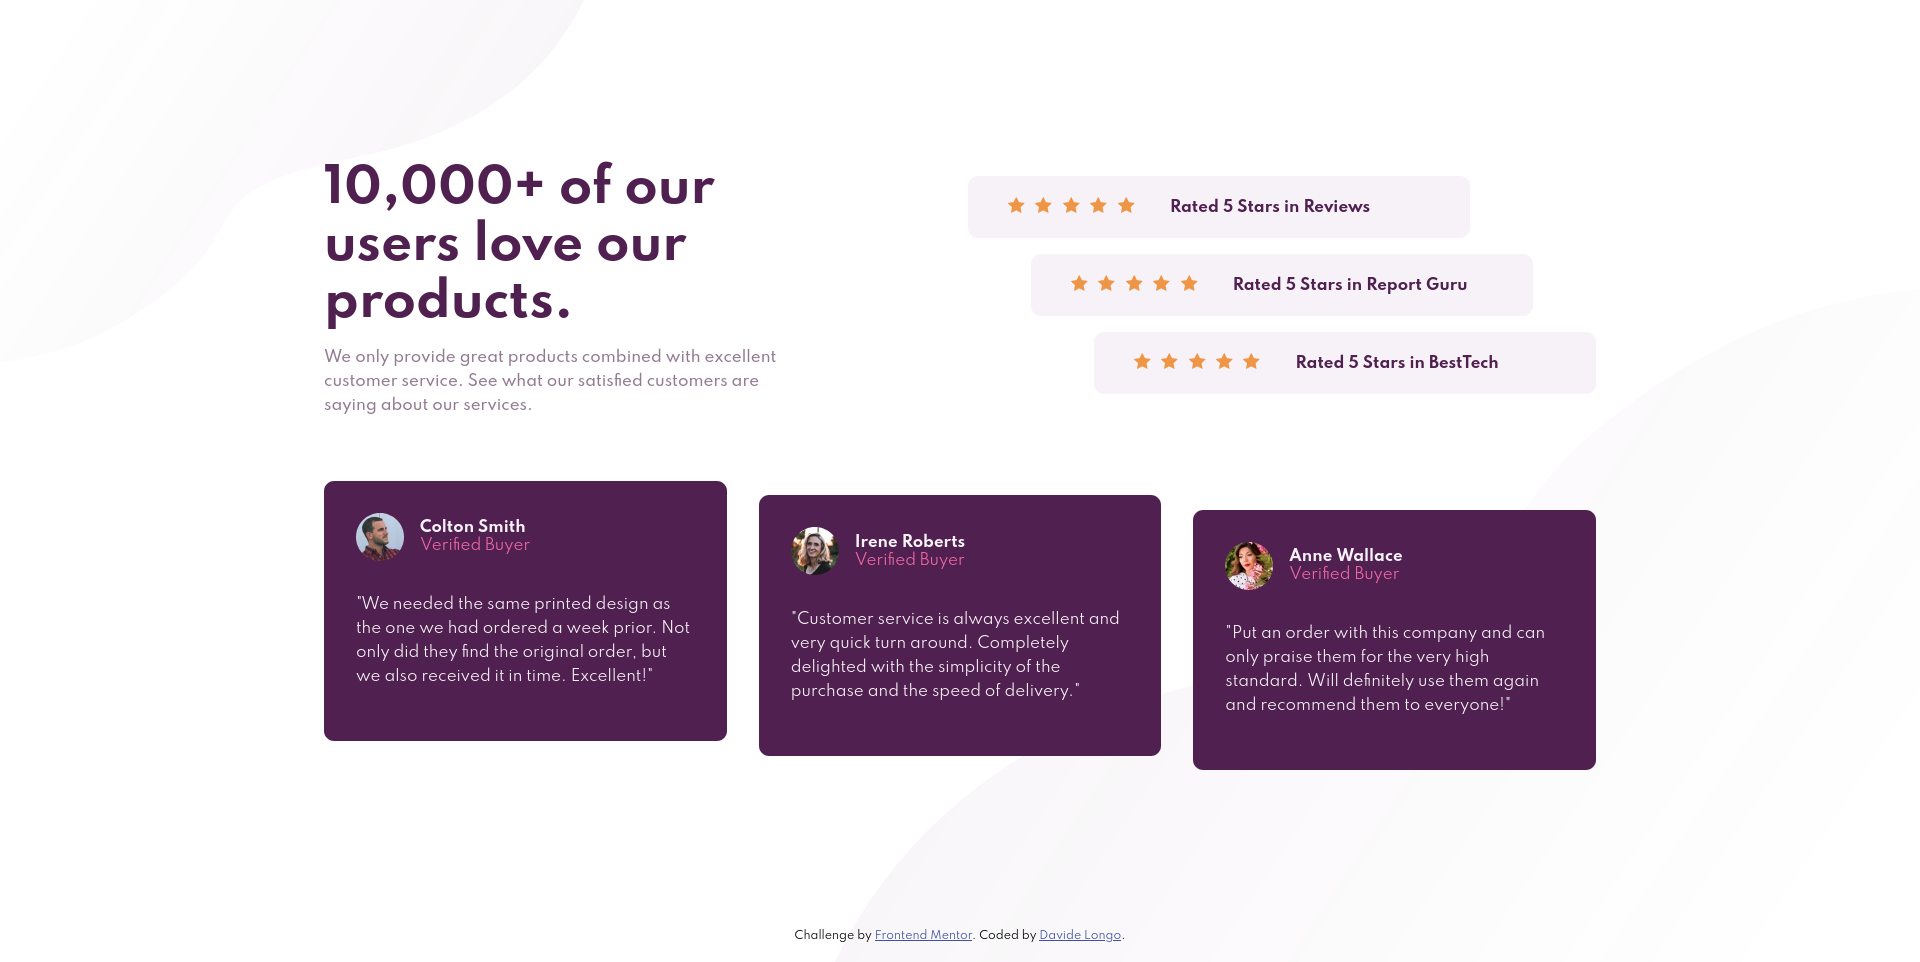 10,000+ of our
users love our
products.
We only provide great products combined with excellent
customer service. See what our satisfied customers are
saying about our services.
Rated 5 Stars in Reviews
Rated 5 Stars in Report Guru
Rated 5 Stars in BestTech
Colton Smith
Verified Buyer
"We needed the same printed design as
the one we had ordered a week prior. Not
only did they find the original order, but
we also received it in time. Excellent!"
Irene Roberts
Verified Buyer
"Customer service is always excellent and
very quick turn around. Completely
delighted with the simplicity of the
purchase and the speed of delivery."
Anne Wallace
Verified Buyer
"Put an order with this company and can
only praise them for the very high
standard. Will definitely use them again
and recommend them to everyone!"
Challenge by Frontend Mentor. Coded by Davide Longo.